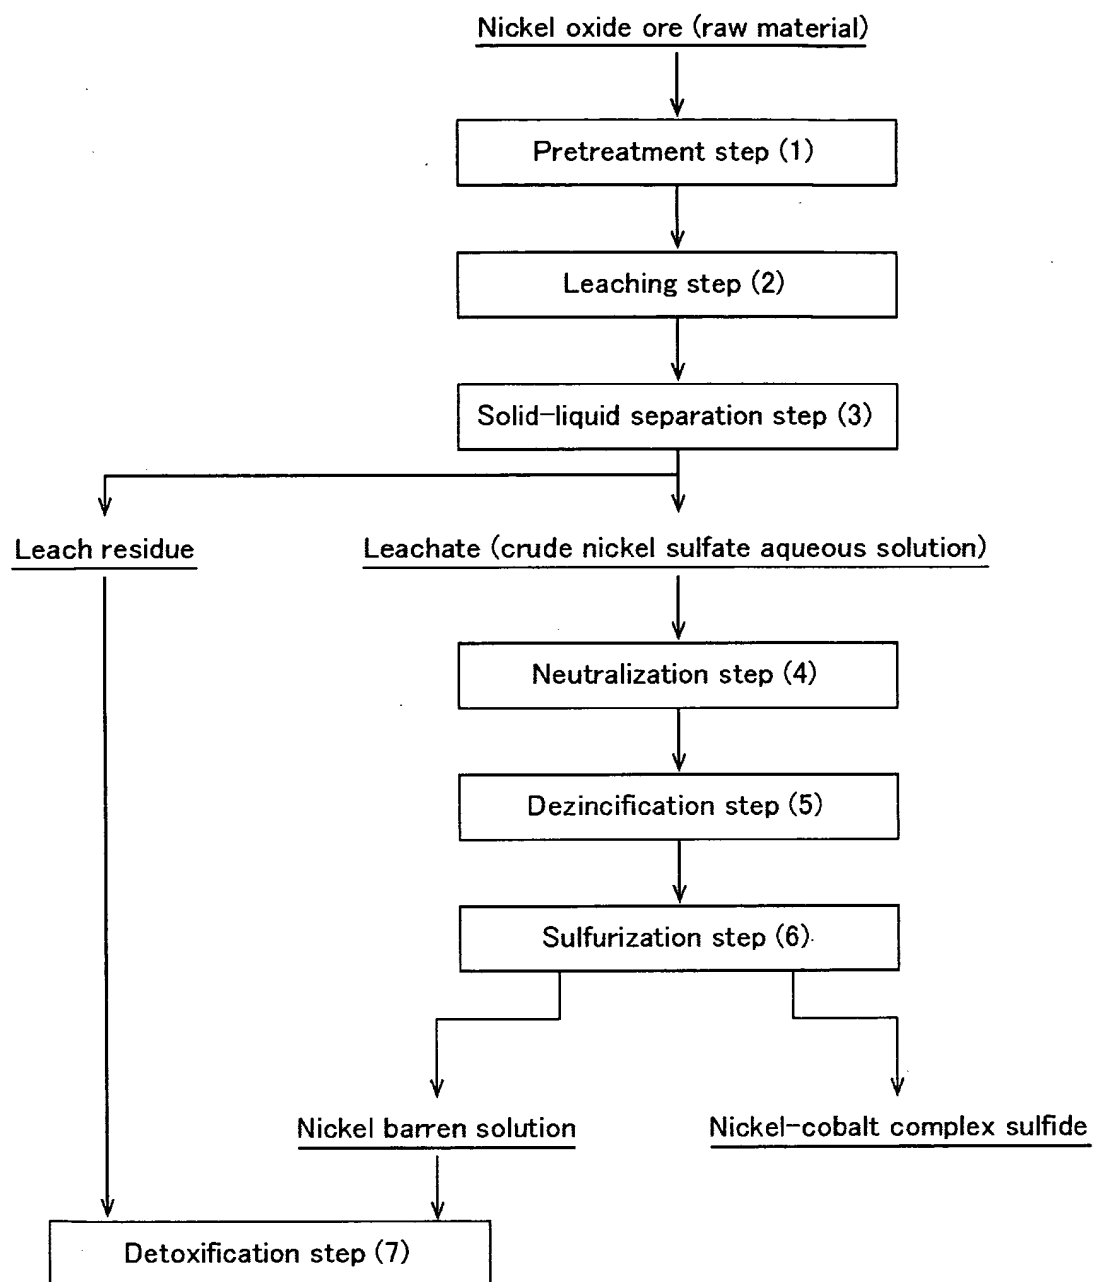 Nickel oxide ore (raw material)
Pretreatment step (1)
Leaching step (2)
Solid-liquid separation step (3)
Leach residue
Leachate (crude nickel sulfate aqueous solution)
Neutralization step (4)
Dezincification step (5)
Sulfurization step (6)
Nickel barren solution
Nickel-cobalt complex sulfide
Detoxification step (7)